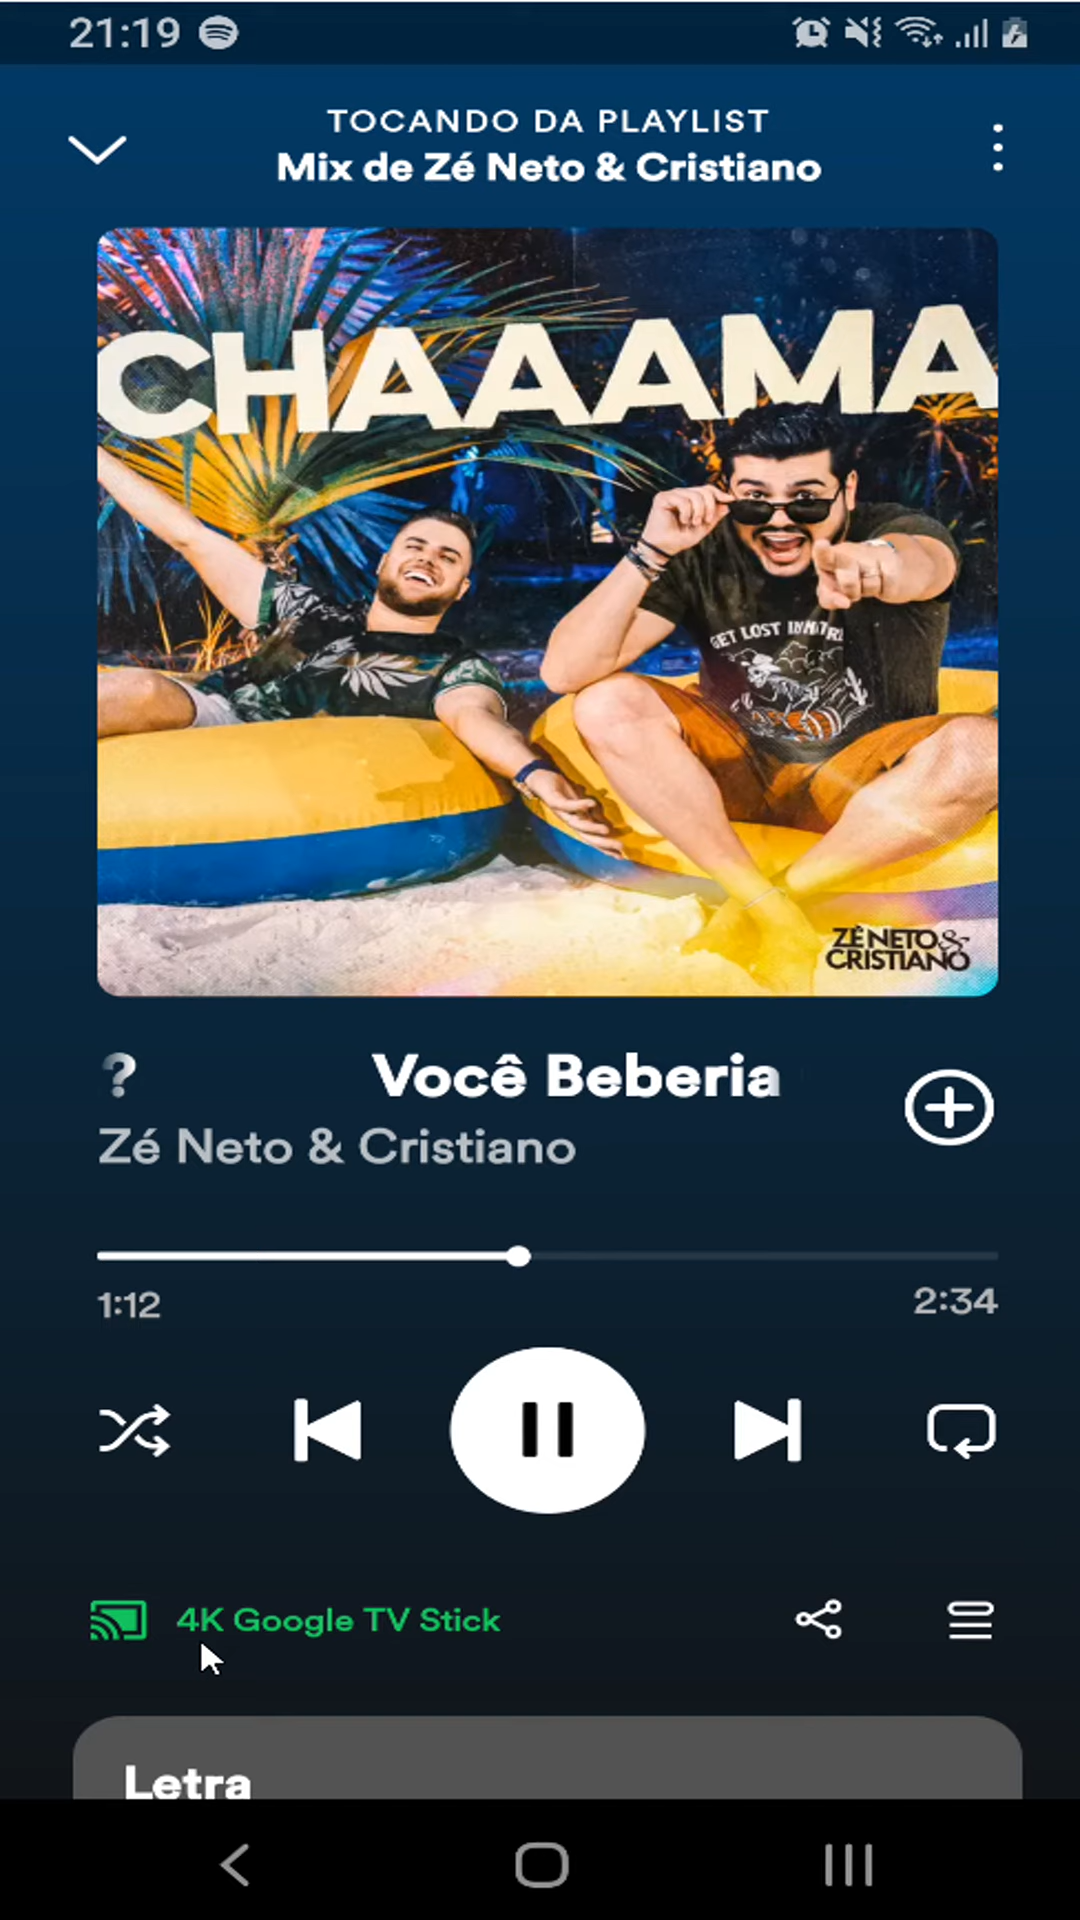 21:19
TOCANDO DA PLAYLIST
Mix de Zé Neto & Cristiano
CHAAAMA
GET LOST IN
ZÉ NETO &
CRISTIANO
? Você Beberia
Zé Neto & Cristiano
1:12
2:34
4K Google TV Stick
Letra